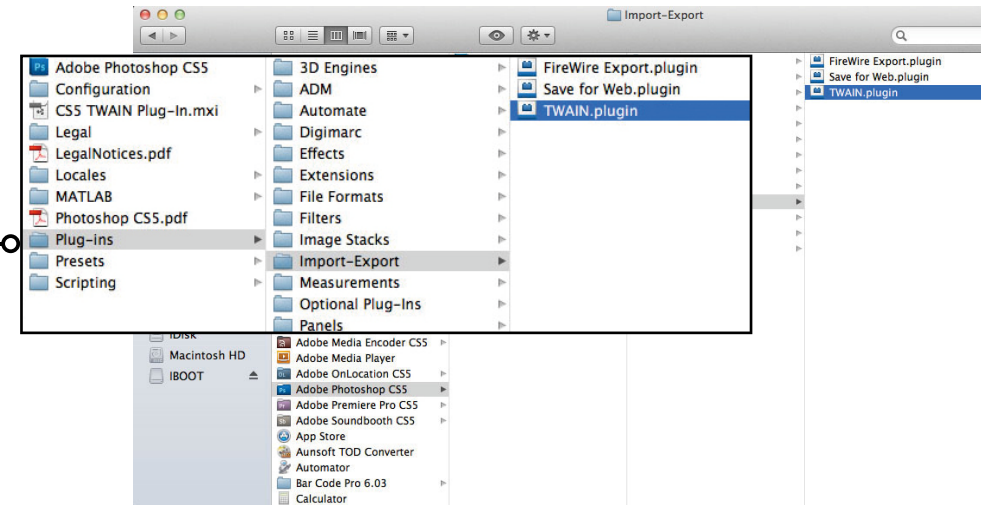 Import-Export
Adobe Photoshop CS5
Configuration
CS5 TWAIN Plug-In.mxi
Legal
LegalNotices.pdf
Locales
MATLAB
Photoshop CS5.pdf
Plug-ins
Presets
Scripting
3D Engines
ADM
Automate
Digimarc
Effects
Extensions
File Formats
Filters
Image Stacks
Import-Export
Measurements
Optional Plug-Ins
Panels
FireWire Export.plugin
Save for Web.plugin
TWAIN.plugin
FireWire Export.plugin
Save for Web.plugin
TWAIN.plugin
iDisk
Macintosh HD
IBOOT
Adobe Media Encoder CS5
Adobe Media Player
Adobe OnLocation CS5
Adobe Photoshop CS5
Adobe Premiere Pro CS5
Adobe Soundbooth CS5
App Store
Aunsoft TOD Converter
Automator
Bar Code Pro 6.03
Calculator